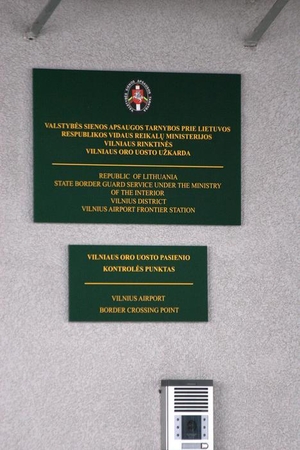 VALSTYBĖS SIENOS APSAUGOS TARNYBOS PRIE LIETUVOS
RESPUBLIKOS VIDAUS REIKALŲ MINISTERIJOS
VILNIAUS RINKTINĖS
VILNIAUS ORO UOSTO UŽKARDA
REPUBLIC OF LITHUANIA
STATE BORDER GUARD SERVICE UNDER THE MINISTRY
OF THE INTERIOR
VILNIUS DISTRICT
VILNIUS AIRPORT FRONTIER STATION
VILNIAUS ORO UOSTO PASIENIO
KONTROLĖS PUNKTAS
VILNIUS AIRPORT
BORDER CROSSING POINT